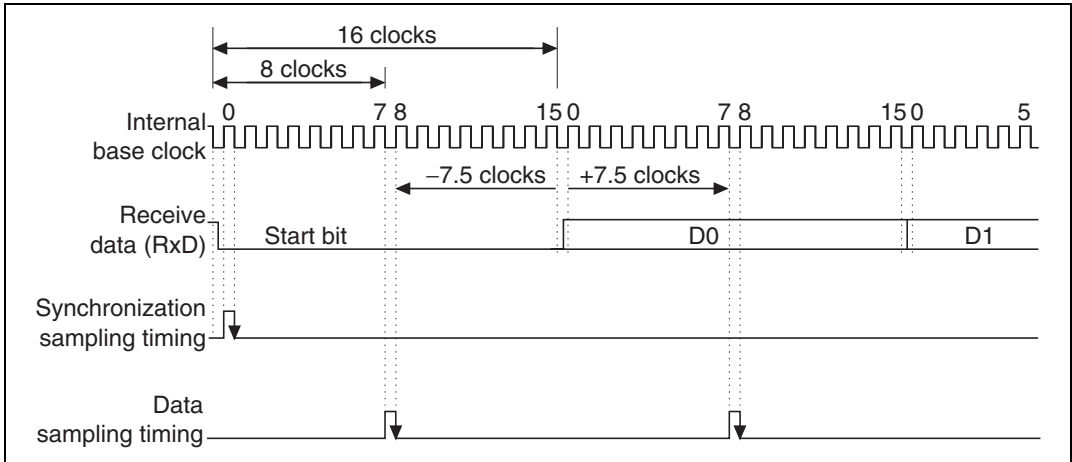 16 clocks
8 clocks
0 7 8 15 0 7 8 15 0 5
Internal
base clock
–7.5 clocks +7.5 clocks
Receive
data (RxD)
Start bit D0 D1
Synchronization
sampling timing
Data
sampling timing